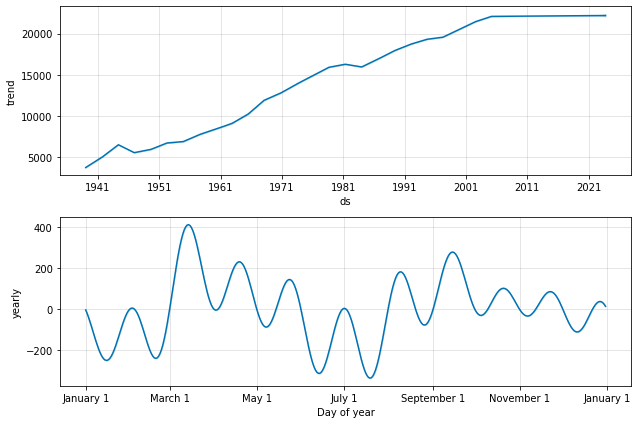 20000
15000
10000
5000
trend
1941 1951 1961 1971 1981 1991 2001 2011 2021
ds
400
200
0
−200
yearly
January 1 March 1 May 1 July 1 September 1 November 1 January 1
Day of year